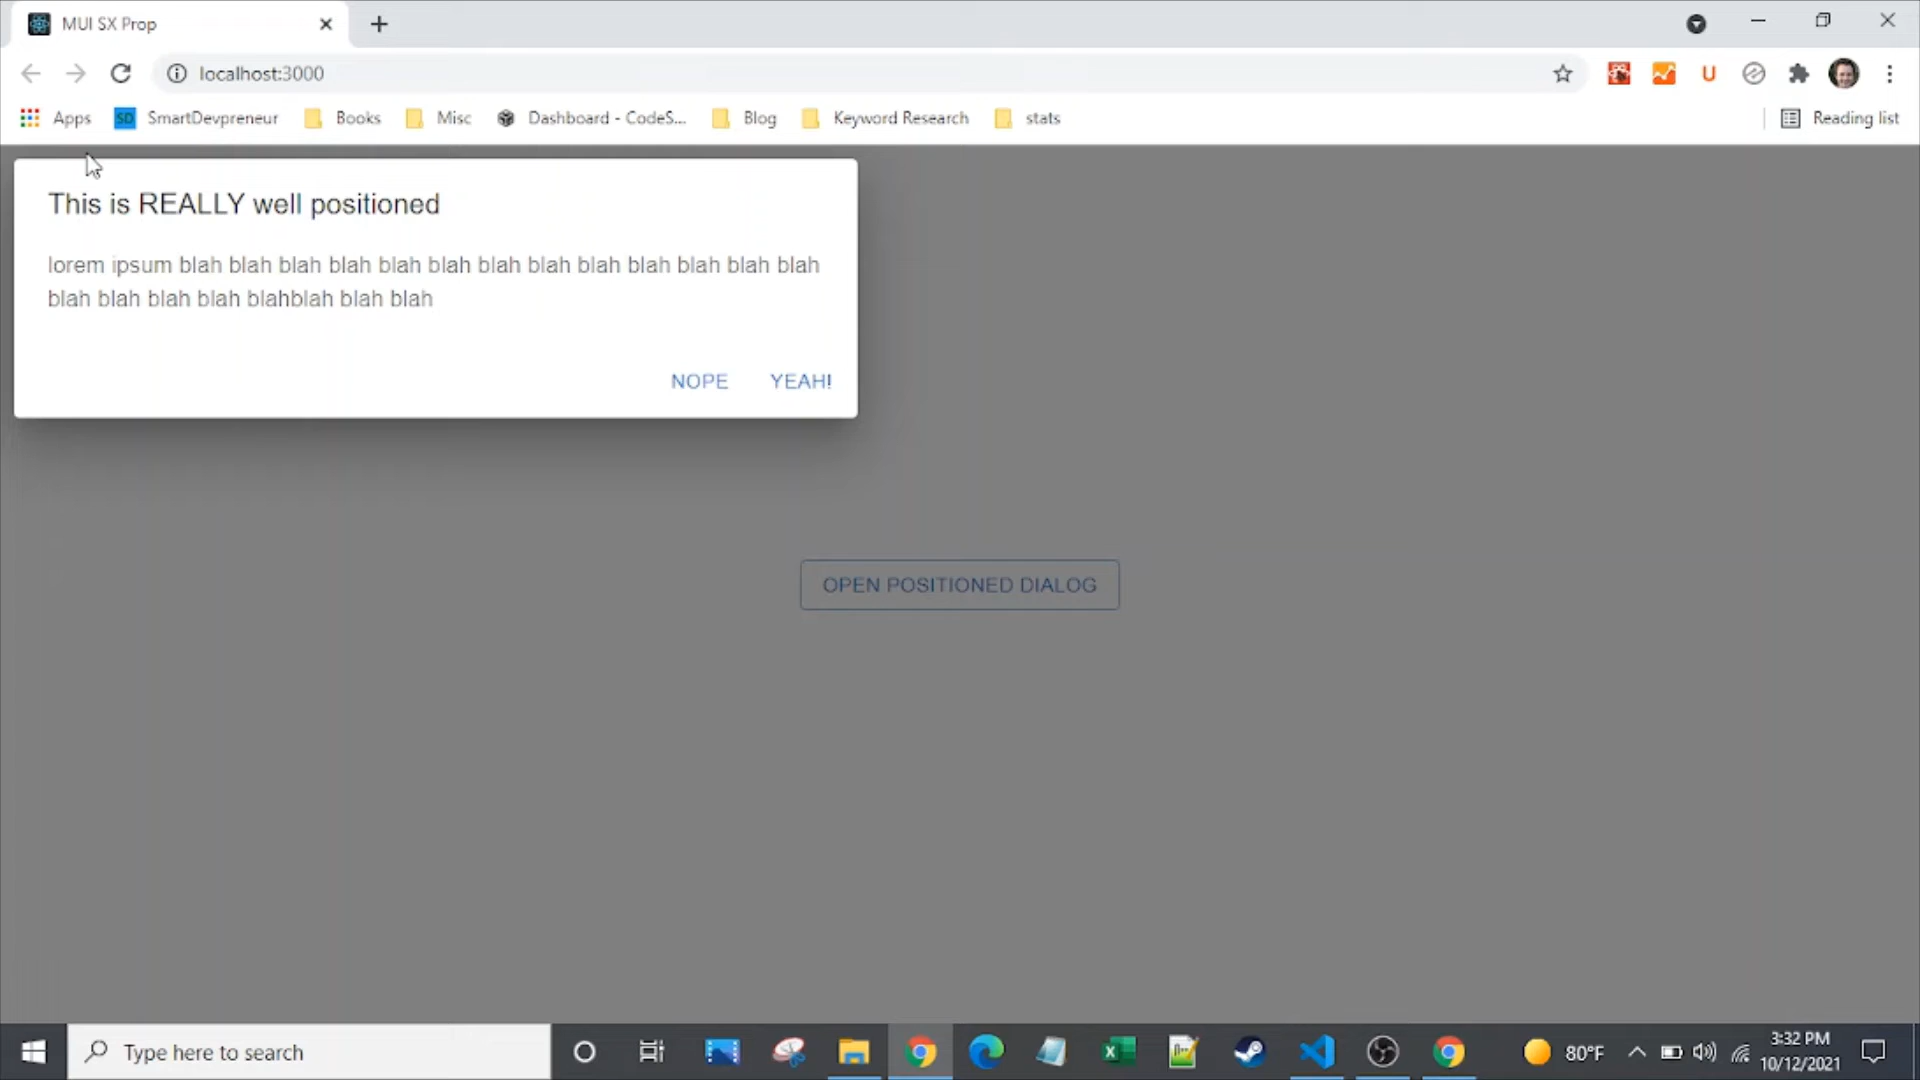 MUI SX Prop
localhost:3000
U
Apps SD SmartDevpreneur Books Misc Dashboard - CodeS... Blog Keyword Research stats Reading list
This is REALLY well positioned
lorem ipsum blah blah blah blah blah blah blah blah blah blah blah blah blah
blah blah blah blah blahblah blah blah
NOPE YEAH!
OPEN POSITIONED DIALOG
Type here to search
80°F
3:32 PM
10/12/2021